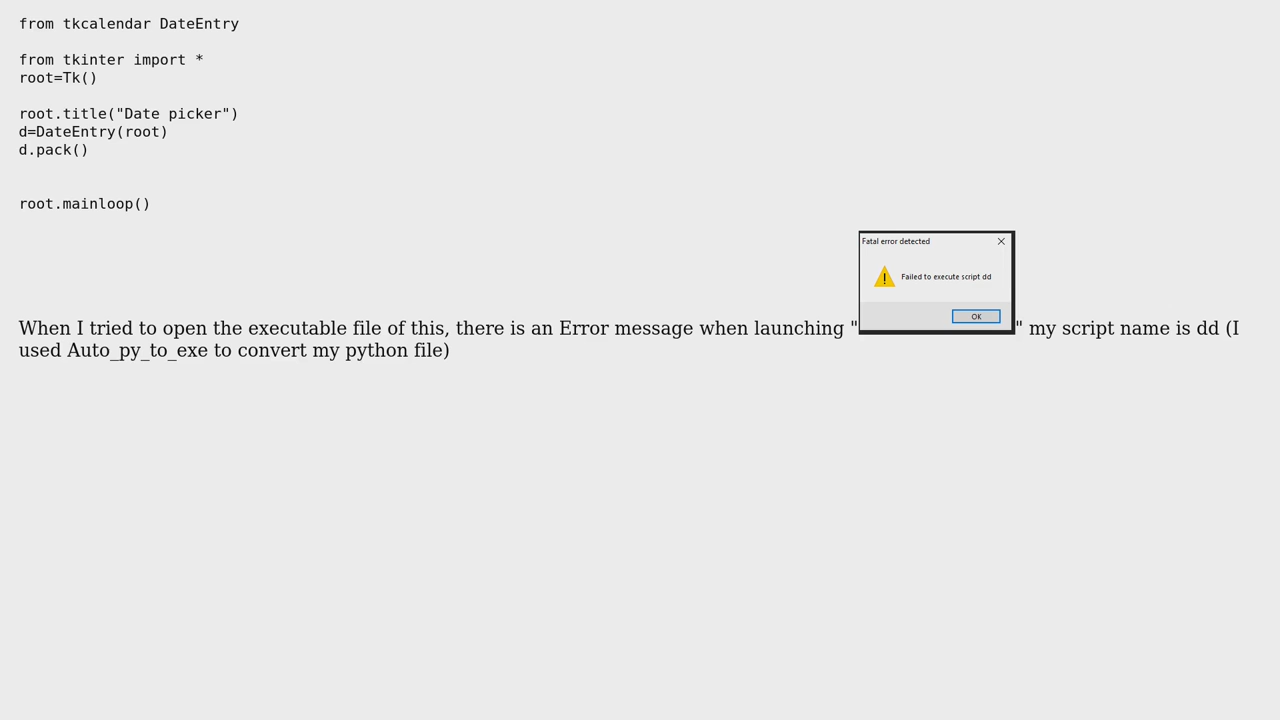 from tkcalendar DateEntry
from tkinter import *
root=Tk()
root.title("Date picker")
d=DateEntry(root)
d.pack()
root.mainloop()
Fatal error detected
Failed to execute script dd
OK
When I tried to open the executable file of this, there is an Error message when launching "" my script name is dd (I
used Auto_py_to_exe to convert my python file)